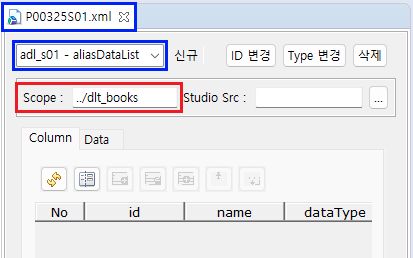 P00325S01.xml
adl_s01 - aliasDataList 신규 ID 변경 Type 변경 삭제
Scope : ../dlt_books Studio Src : ...
Column Data
No id name dataType